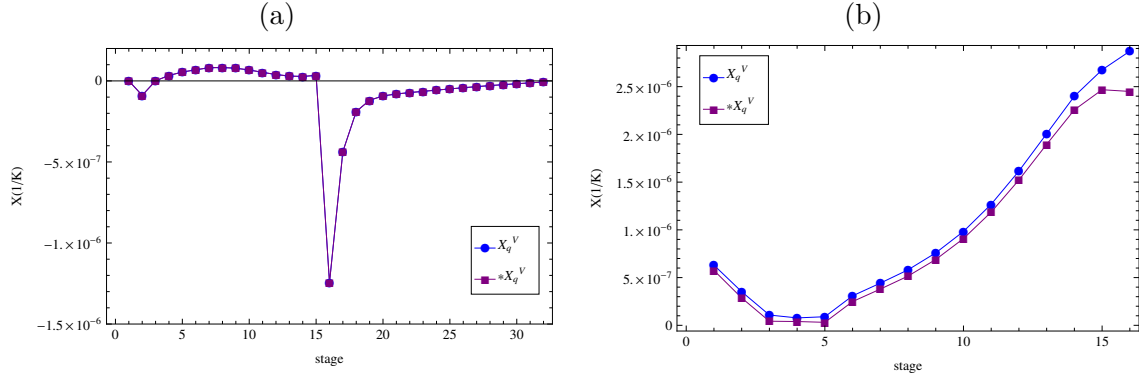 (a)
0
−5.×10⁻⁷
−1.×10⁻⁶
−1.5×10⁻⁶
X(1/K)
X_q^V
*X_q^V
0 5 10 15 20 25 30
stage
(b)
2.5×10⁻⁶
2.×10⁻⁶
1.5×10⁻⁶
1.×10⁻⁶
5.×10⁻⁷
0
X(1/K)
X_q^V
*X_q^V
0 5 10 15
stage